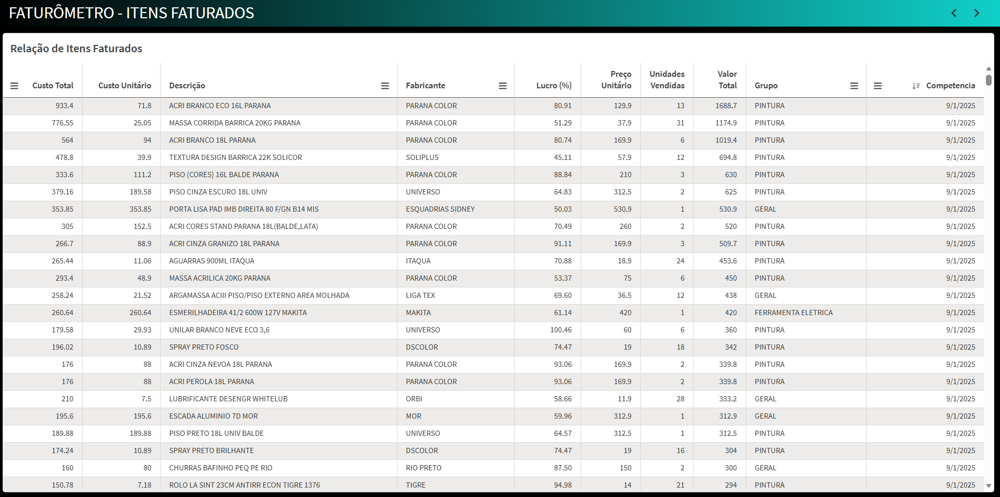 FATURÔMETRO - ITENS FATURADOS
Relação de Itens Faturados
Custo Total Custo Unitário Descrição Fabricante Lucro (%) Preço Unitário Unidades Vendidas Valor Total Grupo Competencia
933.4 71.8 ACRI BRANCO ECO 16L PARANA PARANA COLOR 80.91 129.9 13 1688.7 PINTURA 9/1/2025
776.55 25.05 MASSA CORRIDA BARRICA 20KG PARANA PARANA COLOR 51.29 37.9 31 1174.9 PINTURA 9/1/2025
564 94 ACRI BRANCO 18L PARANA PARANA COLOR 80.74 169.9 6 1019.4 PINTURA 9/1/2025
478.8 39.9 TEXTURA DESIGN BARRICA 22K SOLICOR SOLIPLUS 45.11 57.9 12 694.8 PINTURA 9/1/2025
333.6 111.2 PISO (CORES) 16L BALDE PARANA PARANA COLOR 88.84 210 3 630 PINTURA 9/1/2025
379.16 189.58 PISO CINZA ESCURO 18L UNIV UNIVERSO 64.83 312.5 2 625 PINTURA 9/1/2025
353.85 353.85 PORTA LISA PAD IMB DIREITA 80 F/GN B14 MIS ESQUADRIAS SIDNEY 50.03 530.9 1 530.9 GERAL 9/1/2025
305 152.5 ACRI CORES STAND PARANA 18L(BALDE,LATA) PARANA COLOR 70.49 260 2 520 PINTURA 9/1/2025
266.7 88.9 ACRI CINZA GRANIZO 18L PARANA PARANA COLOR 91.11 169.9 3 509.7 PINTURA 9/1/2025
265.44 11.06 AGUARRAS 900ML ITAQUA ITAQUA 70.88 18.9 24 453.6 PINTURA 9/1/2025
293.4 48.9 MASSA ACRILICA 20KG PARANA PARANA COLOR 53.37 75 6 450 PINTURA 9/1/2025
258.24 21.52 ARGAMASSA ACIII PISO/PISO EXTERNO AREA MOLHADA LIGA TEX 69.60 36.5 12 438 GERAL 9/1/2025
260.64 260.64 ESMERILHADEIRA 41/2 600W 127V MAKITA MAKITA 61.14 420 1 420 FERRAMENTA ELETRICA 9/1/2025
179.58 29.93 UNILAR BRANCO NEVE ECO 3,6 UNIVERSO 100.46 60 6 360 PINTURA 9/1/2025
196.02 10.89 SPRAY PRETO FOSCO DSCOLOR 74.47 19 18 342 PINTURA 9/1/2025
176 88 ACRI CINZA NEVOA 18L PARANA PARANA COLOR 93.06 169.9 2 339.8 PINTURA 9/1/2025
176 88 ACRI PEROLA 18L PARANA PARANA COLOR 93.06 169.9 2 339.8 PINTURA 9/1/2025
210 7.5 LUBRIFICANTE DESENGR WHITELUB ORBI 58.66 11.9 28 333.2 GERAL 9/1/2025
195.6 195.6 ESCADA ALUMINIO 7D MOR MOR 59.96 312.9 1 312.9 GERAL 9/1/2025
189.88 189.88 PISO PRETO 18L UNIV BALDE UNIVERSO 64.57 312.5 1 312.5 PINTURA 9/1/2025
174.24 10.89 SPRAY PRETO BRILHANTE DSCOLOR 74.47 19 16 304 PINTURA 9/1/2025
160 80 CHURRAS BAFINHO PEQ PE RIO RIO PRETO 87.50 150 2 300 GERAL 9/1/2025
150.78 7.18 ROLO LA SINT 23CM ANTIRR ECON TIGRE 1376 TIGRE 94.98 14 21 294 PINTURA 9/1/2025